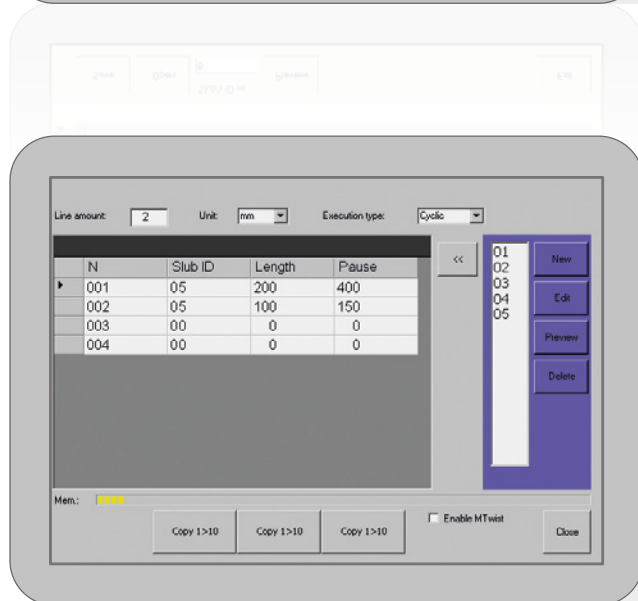 Line amount: 2 Unit: mm Execution type: Cyclic
N Slub ID Length Pause
001 05 200 400
002 05 100 150
003 00 0 0
004 00 0 0
<<
01
02
03
04
05
New
Edit
Preview
Delete
Mem.:
Copy 1>10 Copy 1>10 Copy 1>10
Enable MTwist
Close